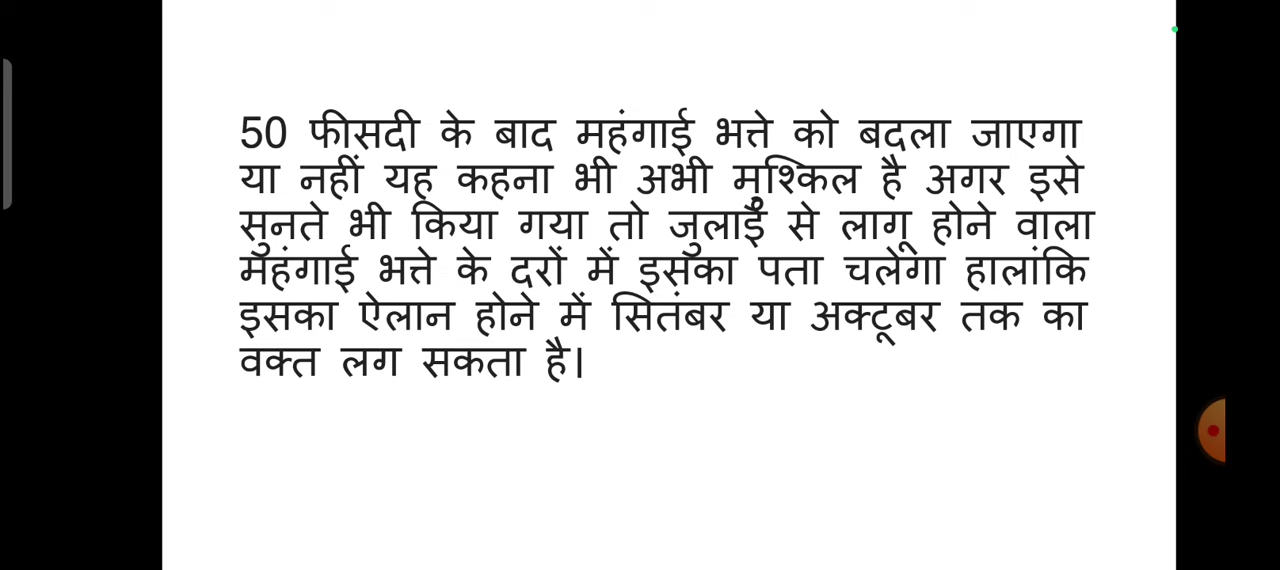 50 फीसदी के बाद महंगाई भत्ते को बदला जाएगा
या नहीं यह कहना भी अभी मुश्किल है अगर इसे
सुनते भी किया गया तो जुलाई से लागू होने वाला
महंगाई भत्ते के दरों में इसका पता चलेगा हालांकि
इसका ऐलान होने में सितंबर या अक्टूबर तक का
वक्त लग सकता है।